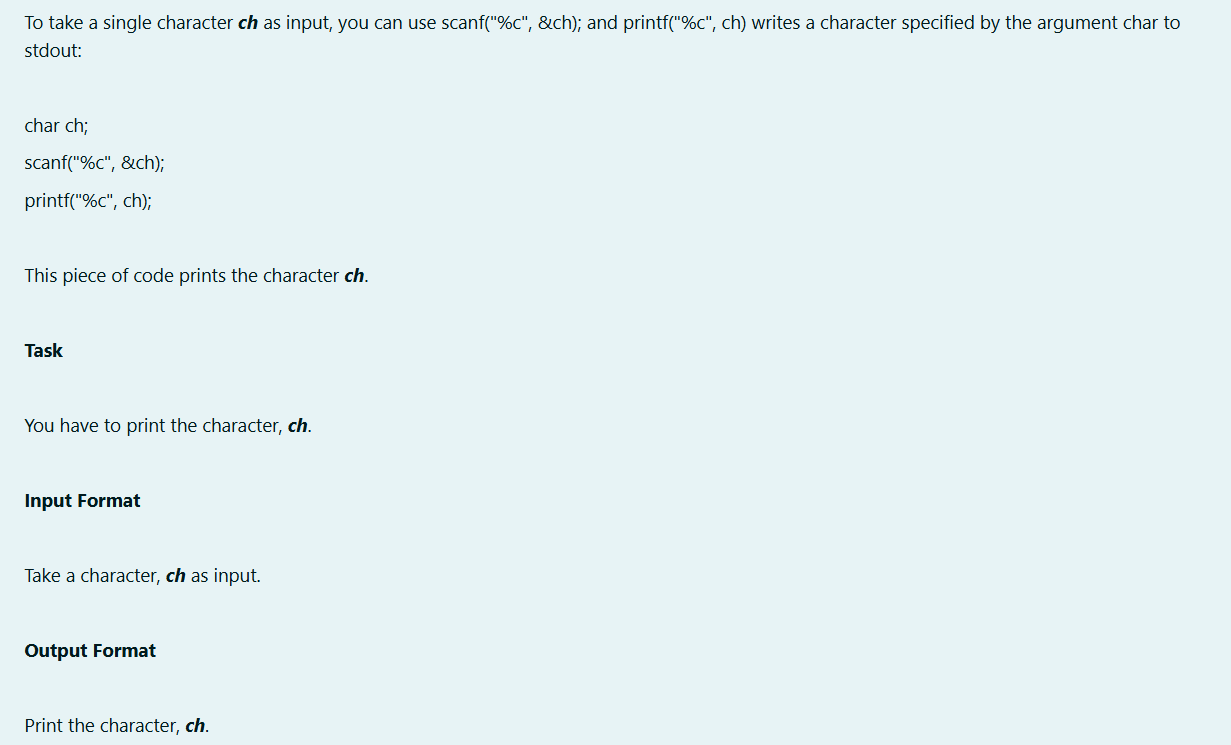 To take a single character ch as input, you can use scanf("%c", &ch); and printf("%c", ch) writes a character specified by the argument char to
stdout:
char ch;
scanf("%c", &ch);
printf("%c", ch);
This piece of code prints the character ch.
Task
You have to print the character, ch.
Input Format
Take a character, ch as input.
Output Format
Print the character, ch.